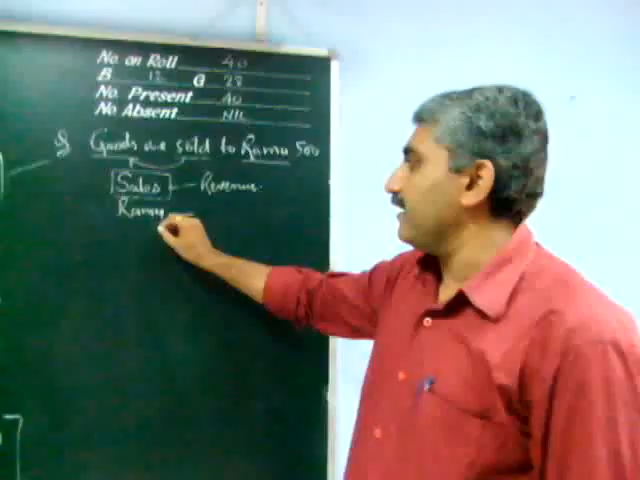 No. on Roll 40
B 12 G 28
No. Present 40
No. Absent NIL
Goods are sold to Ramu 500
Sales Revenue.
Ramu